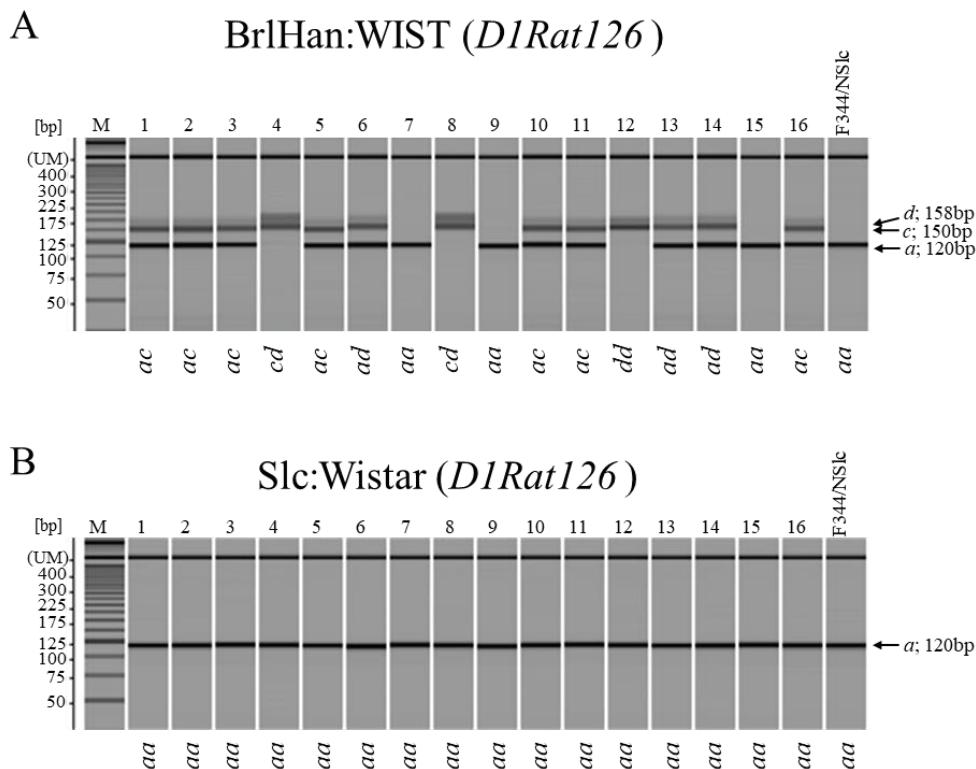 A
BrlHan:WIST (D1Rat126)
[bp] M 1 2 3 4 5 6 7 8 9 10 11 12 13 14 15 16 F344/NSlc
(UM)
400
300
225
175
125
100
75
50
d; 158bp
c; 150bp
a; 120bp
ac ac ac cd ac ad aa cd aa ac ac dd ad ad aa ac aa
B
Slc:Wistar (D1Rat126)
[bp] M 1 2 3 4 5 6 7 8 9 10 11 12 13 14 15 16 F344/NSlc
(UM)
400
300
225
175
125
100
75
50
a; 120bp
aa aa aa aa aa aa aa aa aa aa aa aa aa aa aa aa aa